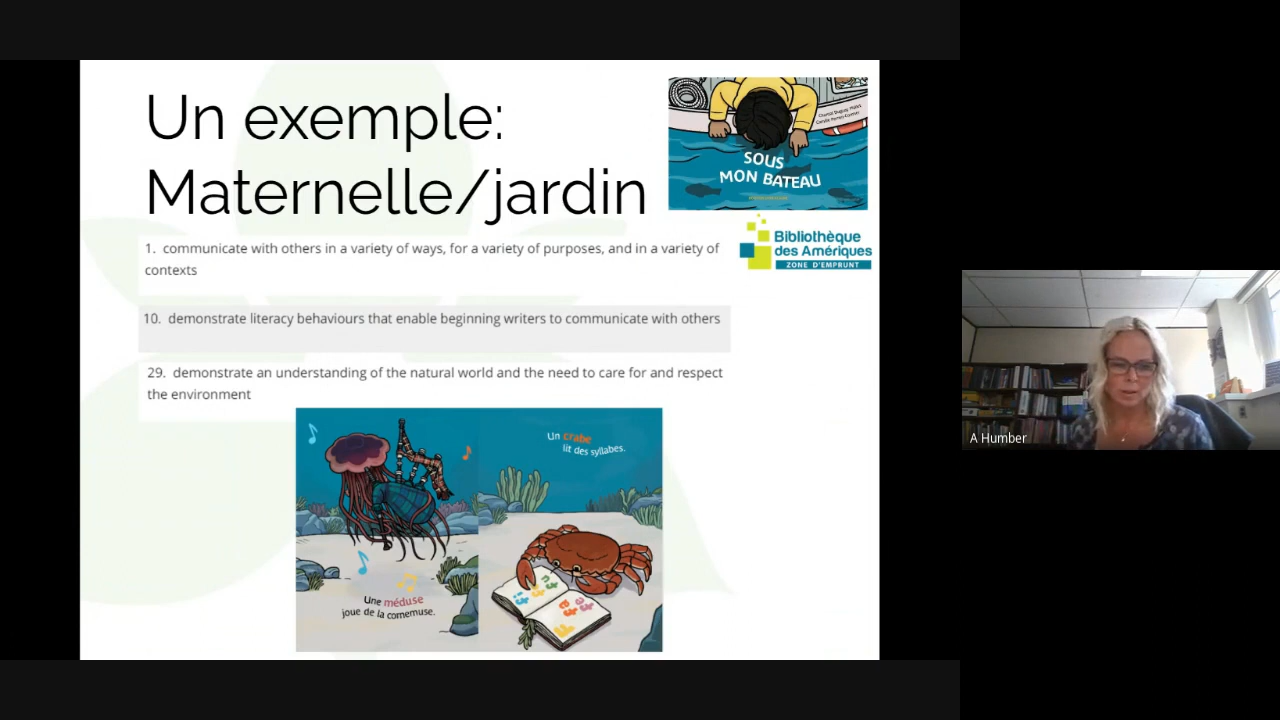 Un exemple:
Maternelle/jardin
SOUS
MON BATEAU
Bibliothèque
des Amériques
ZONE D'EMPRUNT
1. communicate with others in a variety of ways, for a variety of purposes, and in a variety of
contexts
10. demonstrate literacy behaviours that enable beginning writers to communicate with others
29. demonstrate an understanding of the natural world and the need to care for and respect
the environment
Un crabe
lit des syllabes.
Une méduse
joue de la cornemuse.
A Humber